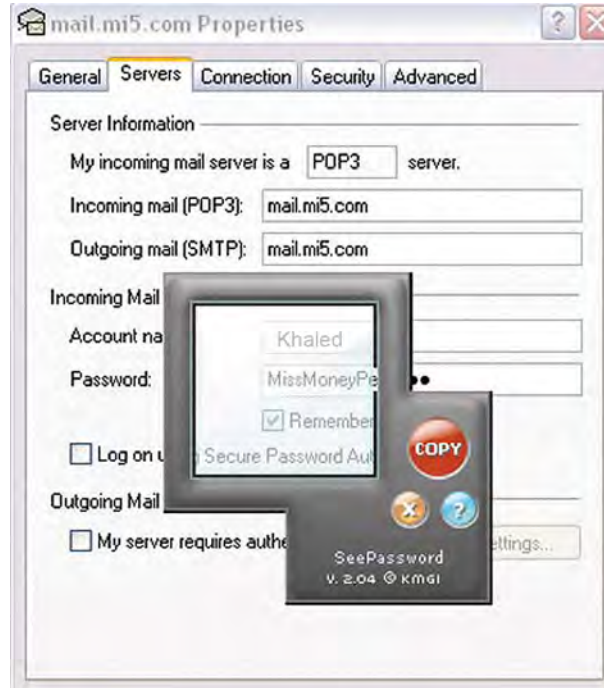 mail.mi5.com Properties
General Servers Connection Security Advanced
Server Information
My incoming mail server is a POP3 server.
Incoming mail (POP3): mail.mi5.com
Outgoing mail (SMTP): mail.mi5.com
Incoming Mail
Account na Khaled
Password: MissMoneyPe
Remember
Log on u g Secure Password Aut
COPY
Outgoing Mail
My server requires authe ettings...
SeePassword
V. 2.04 © KMGI